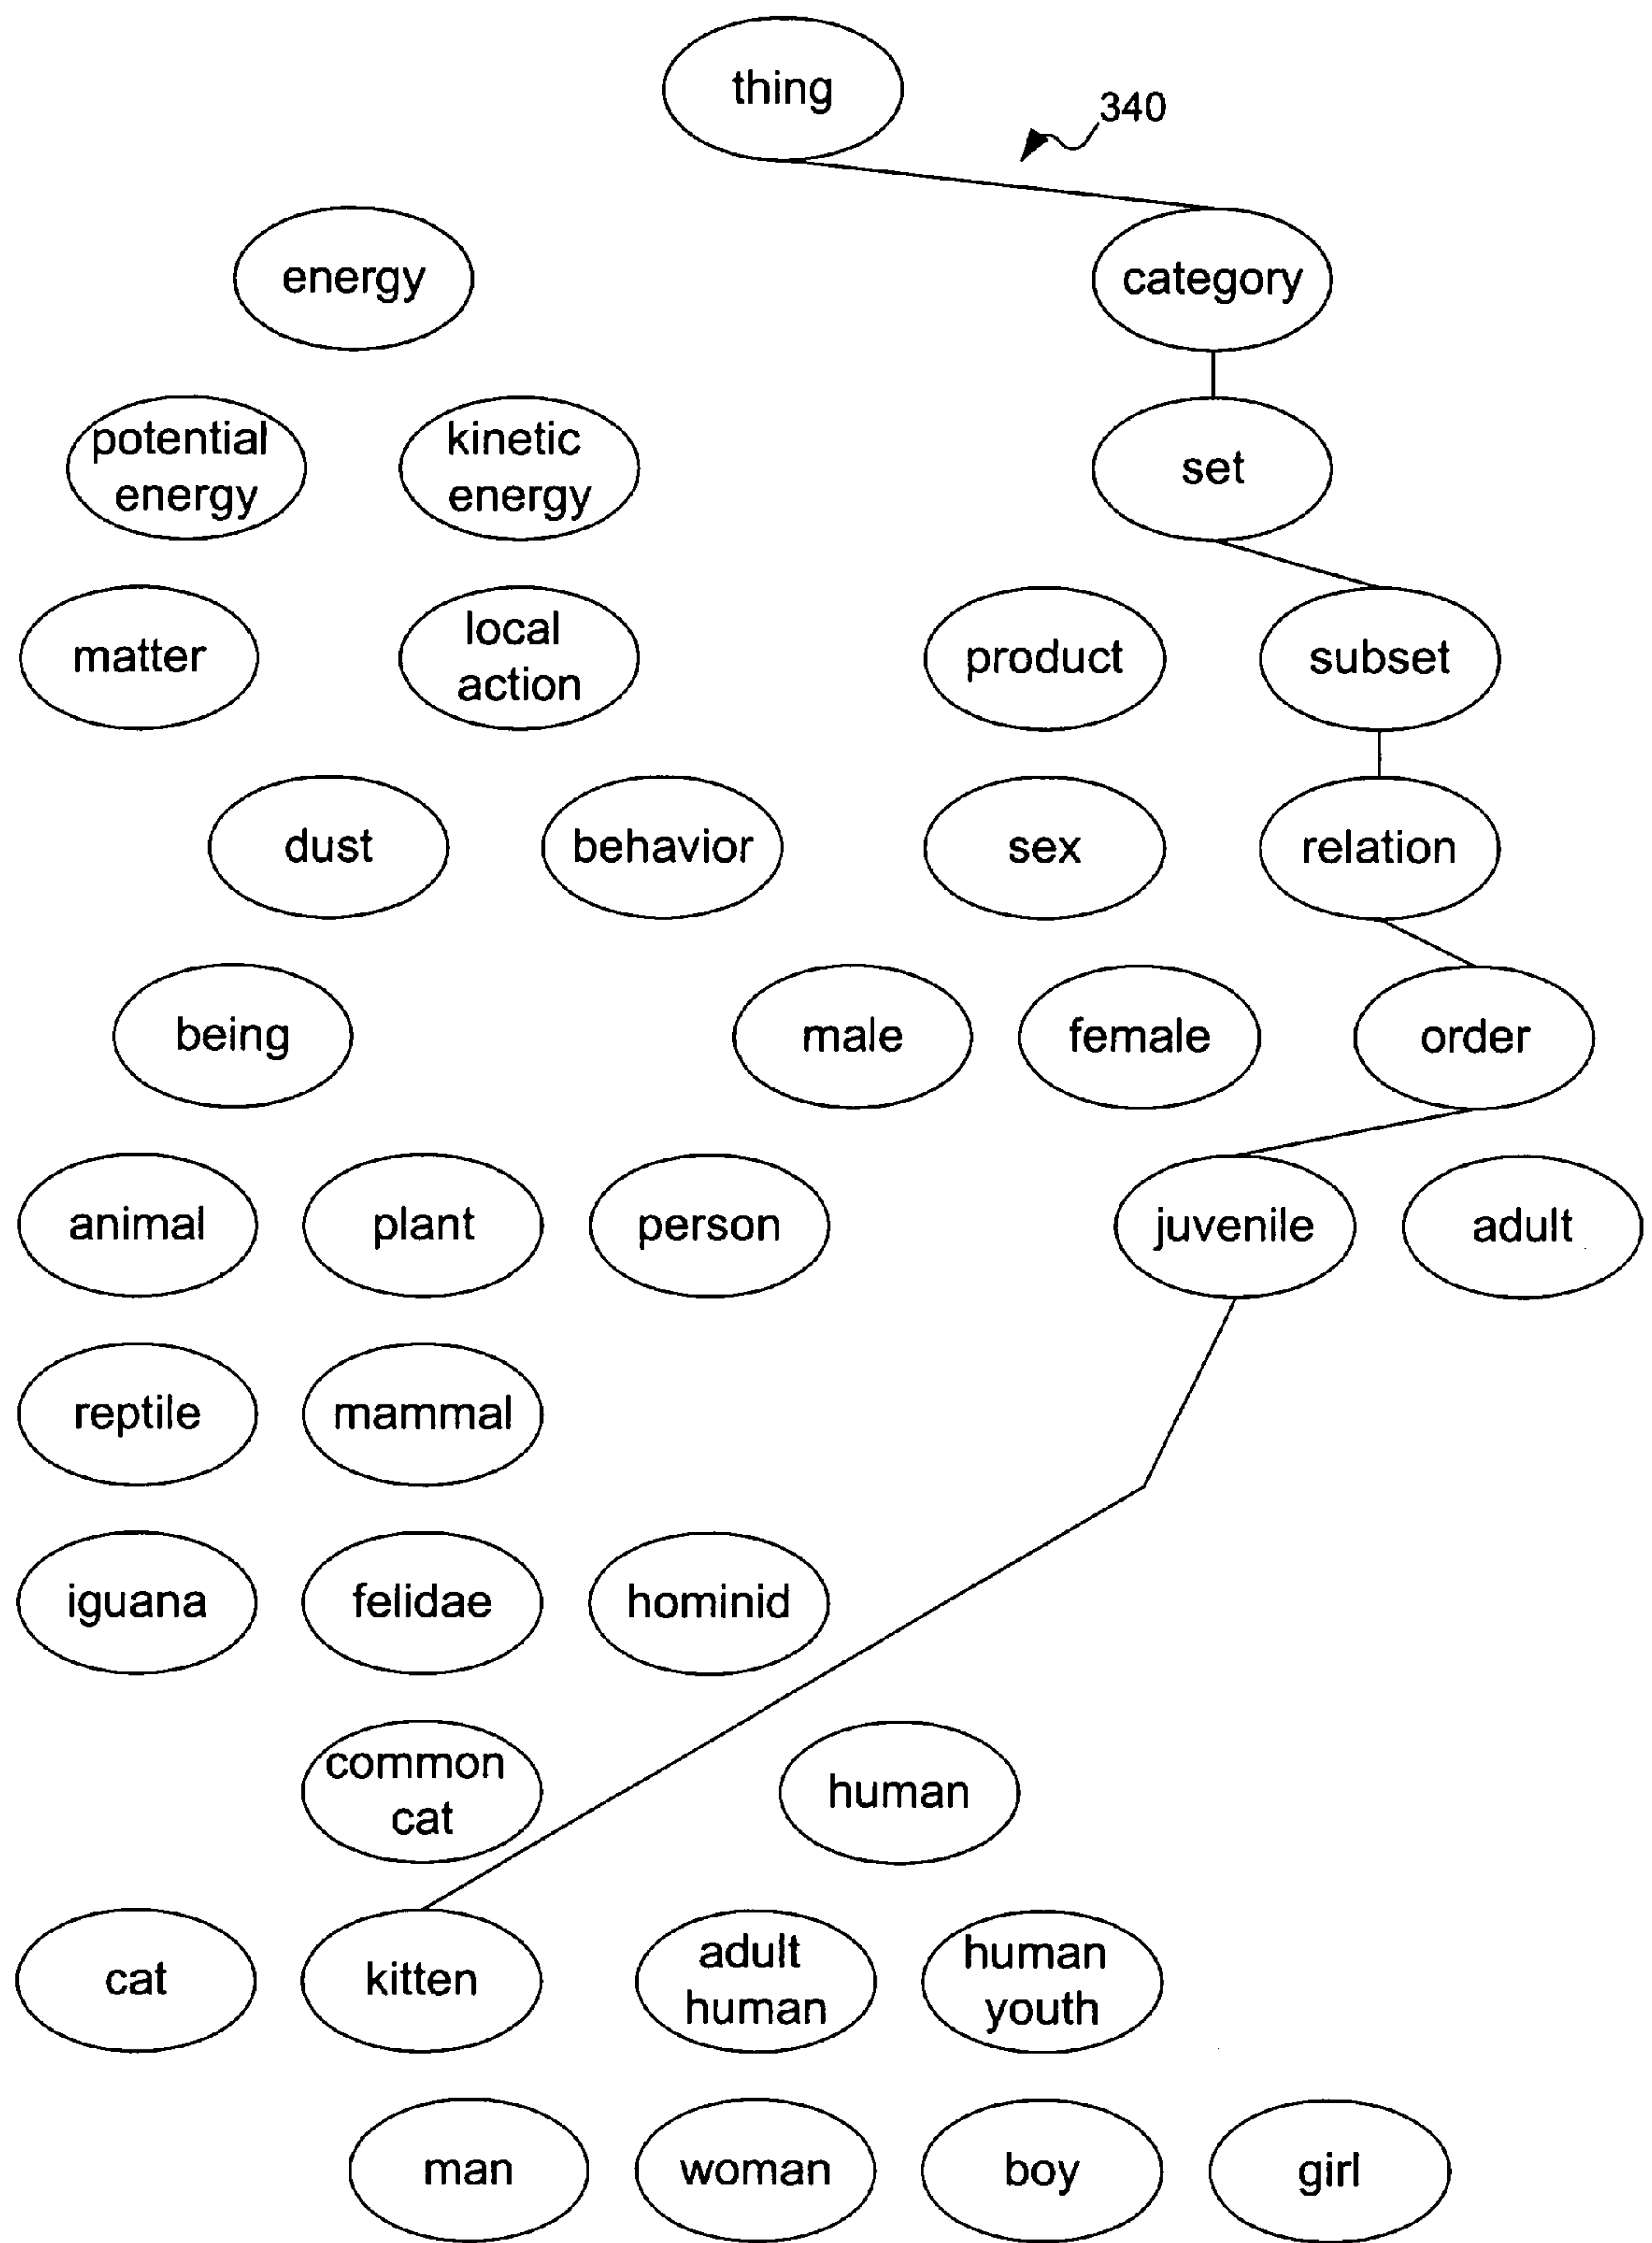 thing
340
energy
category
potential
energy
kinetic
energy
set
matter
local
action
product
subset
dust
behavior
sex
relation
being
male
female
order
animal
plant
person
juvenile
adult
reptile
mammal
iguana
felidae
hominid
common
cat
human
cat
kitten
adult
human
human
youth
man
woman
boy
girl